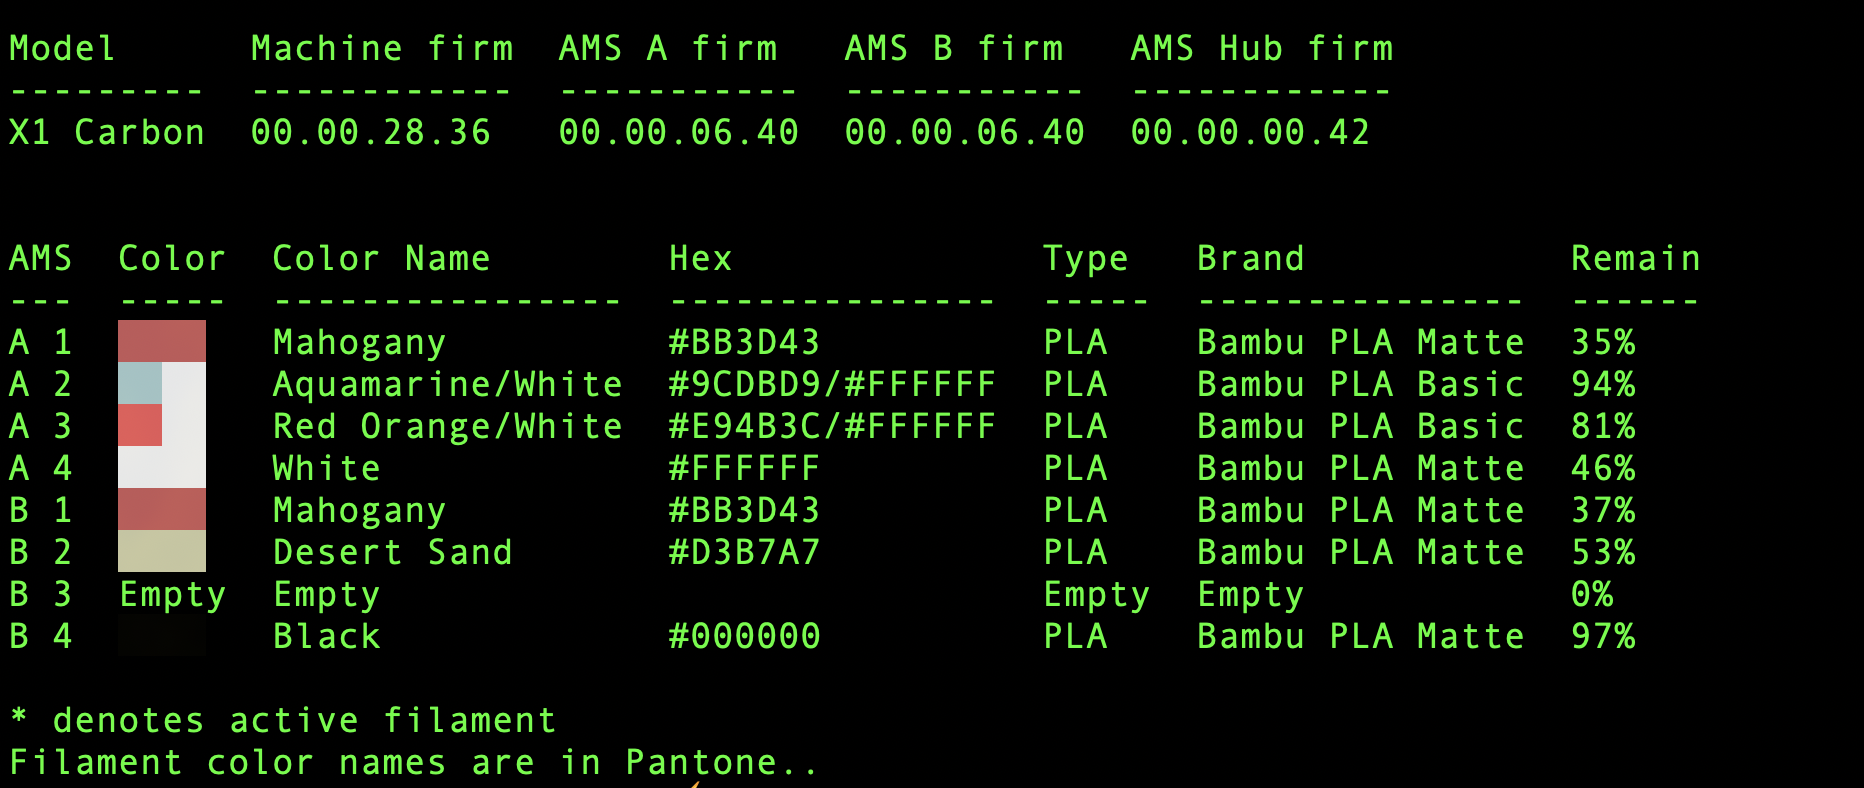 Model      Machine firm  AMS A firm   AMS B firm   AMS Hub firm
---------  ------------  -----------  -----------  ------------
X1 Carbon  00.00.28.36   00.00.06.40  00.00.06.40  00.00.00.42
AMS  Color  Color Name        Hex              Type   Brand            Remain
---  -----  ----------------  ---------------  -----  ---------------  ------
A 1         Mahogany          #BB3D43          PLA    Bambu PLA Matte  35%
A 2         Aquamarine/White  #9CDBD9/#FFFFFF  PLA    Bambu PLA Basic  94%
A 3         Red Orange/White  #E94B3C/#FFFFFF  PLA    Bambu PLA Basic  81%
A 4         White             #FFFFFF          PLA    Bambu PLA Matte  46%
B 1         Mahogany          #BB3D43          PLA    Bambu PLA Matte  37%
B 2         Desert Sand       #D3B7A7          PLA    Bambu PLA Matte  53%
B 3  Empty  Empty                              Empty  Empty            0%
B 4         Black             #000000          PLA    Bambu PLA Matte  97%
* denotes active filament
Filament color names are in Pantone..